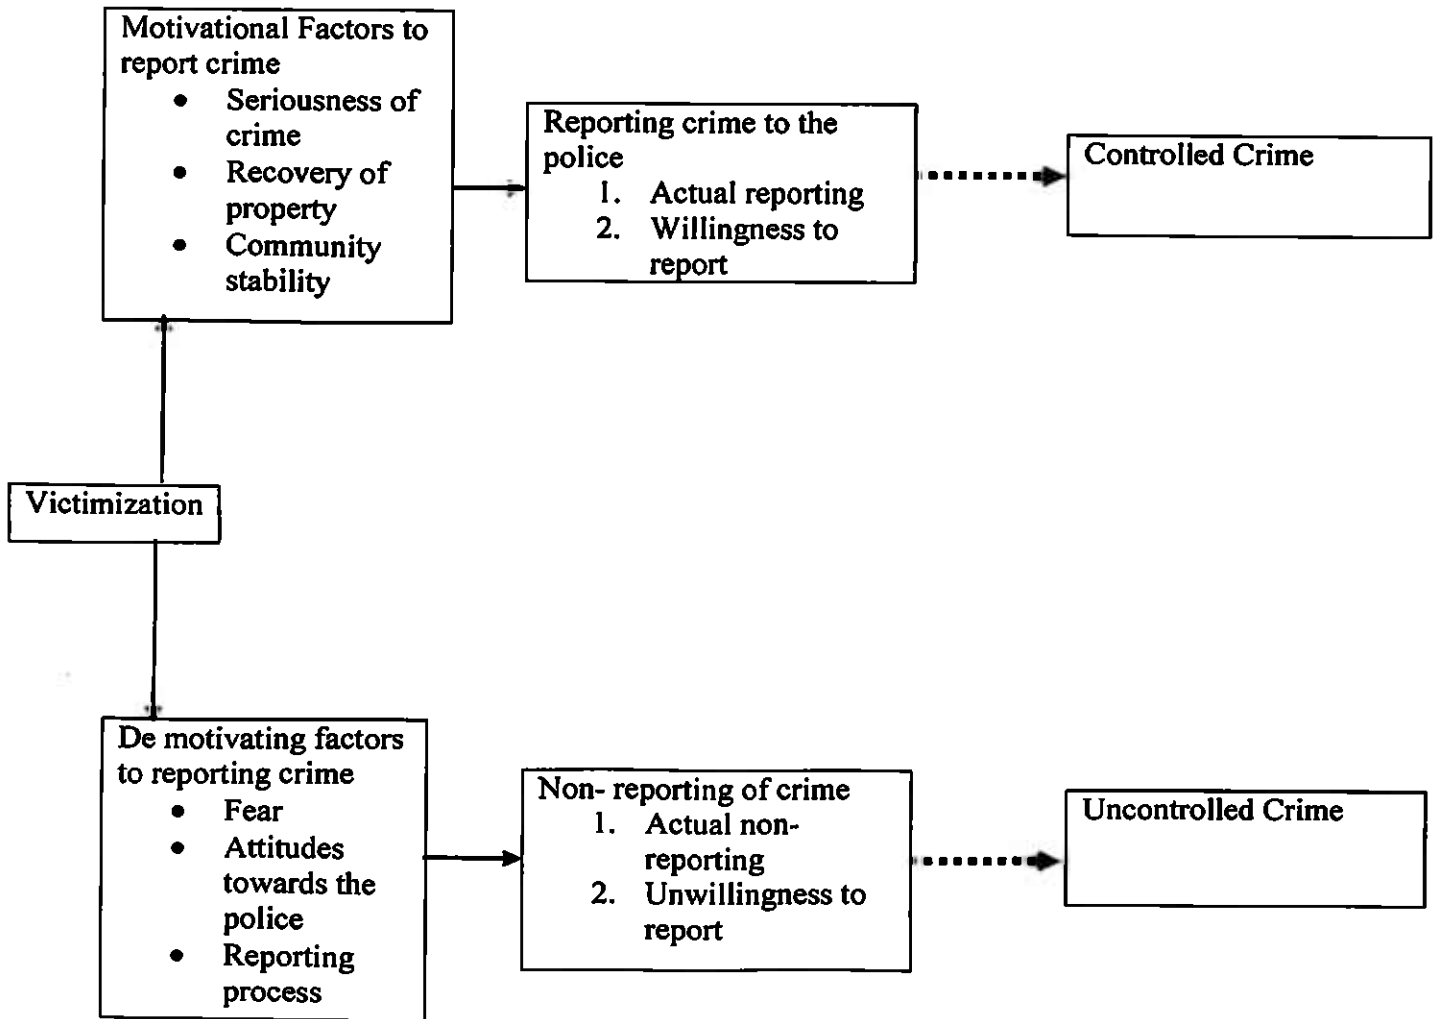 Motivational Factors to
report crime
• Seriousness of
crime
• Recovery of
property
• Community
stability
Reporting crime to the
police
1. Actual reporting
2. Willingness to
report
Controlled Crime
Victimization
De motivating factors
to reporting crime
• Fear
• Attitudes
towards the
police
• Reporting
process
Non- reporting of crime
1. Actual non-
reporting
2. Unwillingness to
report
Uncontrolled Crime